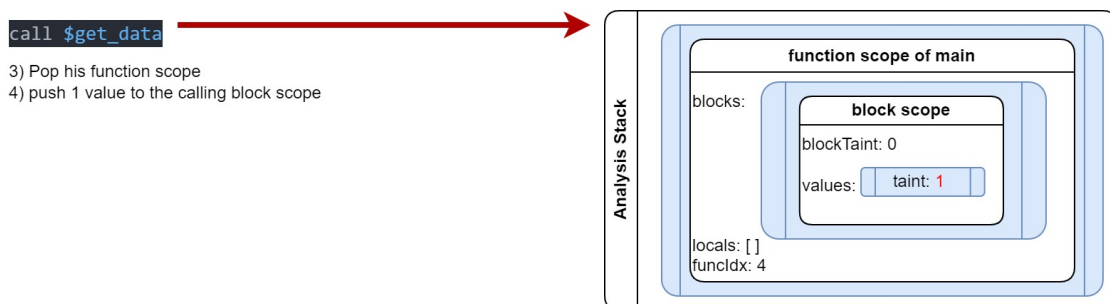 call $get_data
3) Pop his function scope
4) push 1 value to the calling block scope
Analysis Stack
function scope of main
blocks:
block scope
blockTaint: 0
values:
taint: 1
locals: [ ]
funcIdx: 4